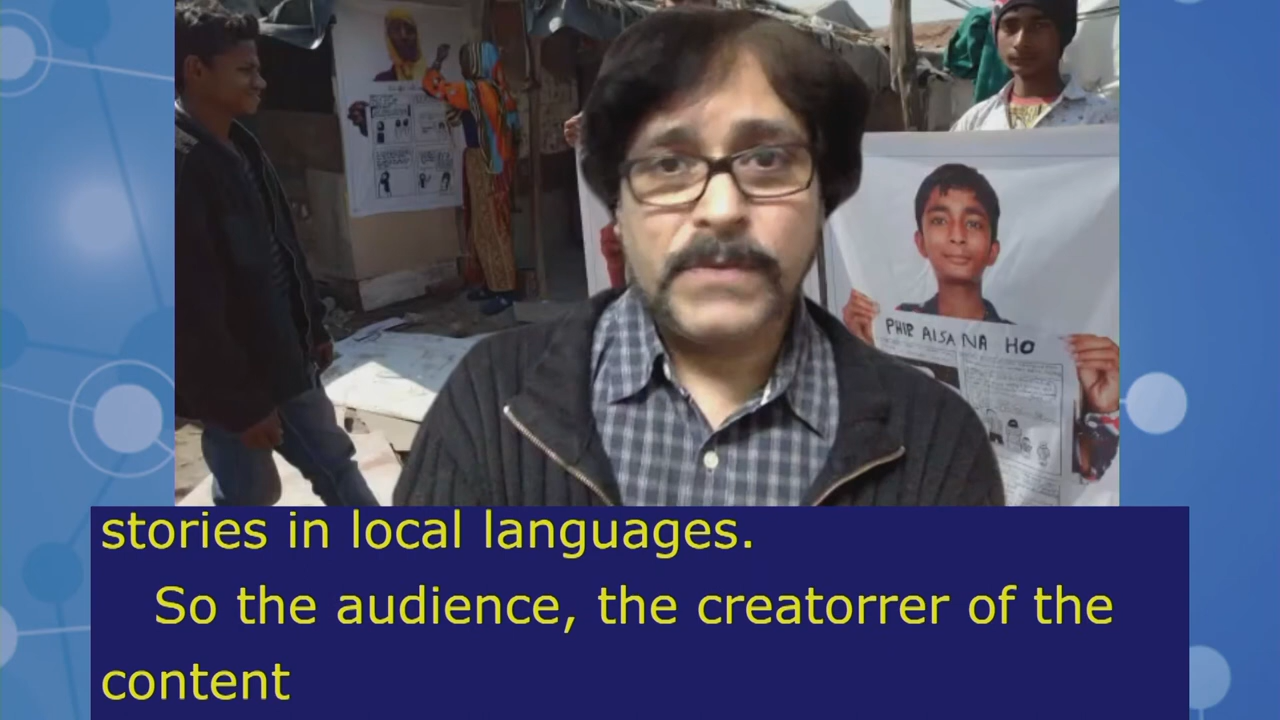 PHIR AISA NA HO
stories in local languages.
So the audience, the creatorrer of the
content